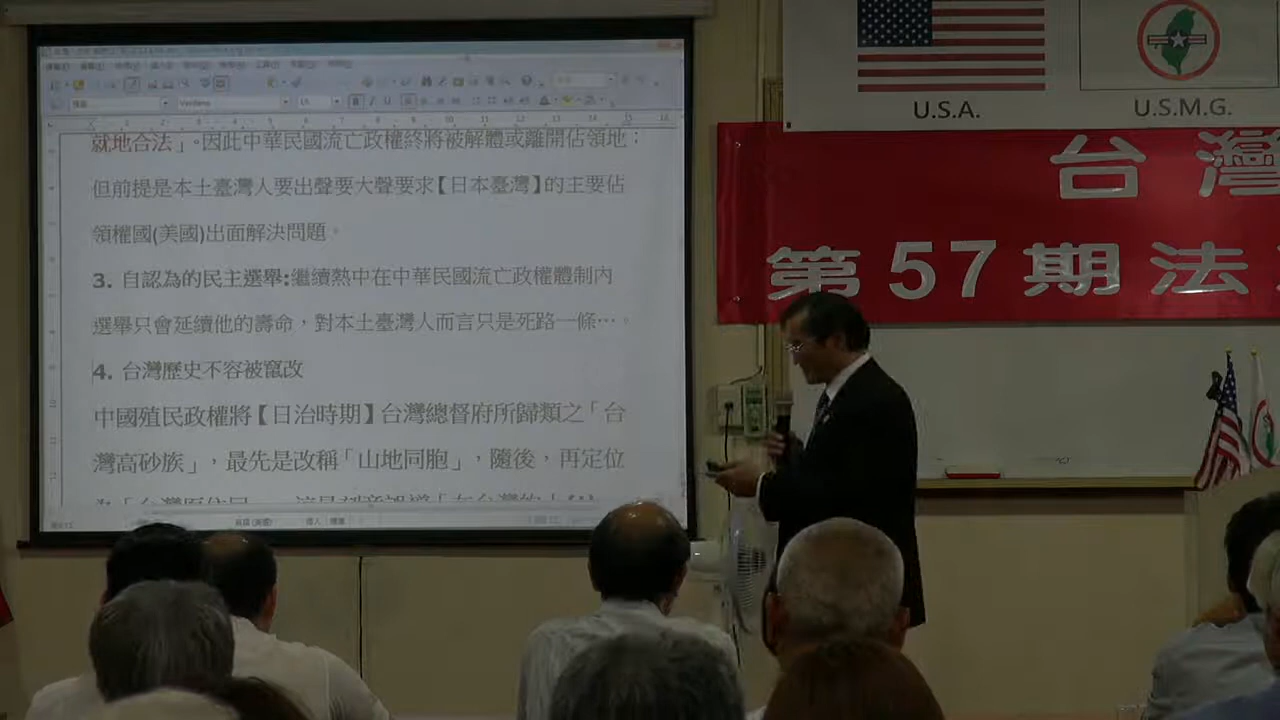 就地合法」。因此中華民國流亡政權終將被解體或離開佔領地；
但前提是本土臺灣人要出聲要大聲要求【日本臺灣】的主要佔
領權國(美國)出面解決問題。
3. 自認為的民主選舉:繼續熱中在中華民國流亡政權體制內
選舉只會延續他的壽命，對本土臺灣人而言只是死路一條…。
4. 台灣歷史不容被竄改
中國殖民政權將【日治時期】台灣總督府所歸類之「台
灣高砂族」，最先是改稱「山地同胞」，隨後，再定位
U.S.A.
U.S.M.G.
台灣
第57期法